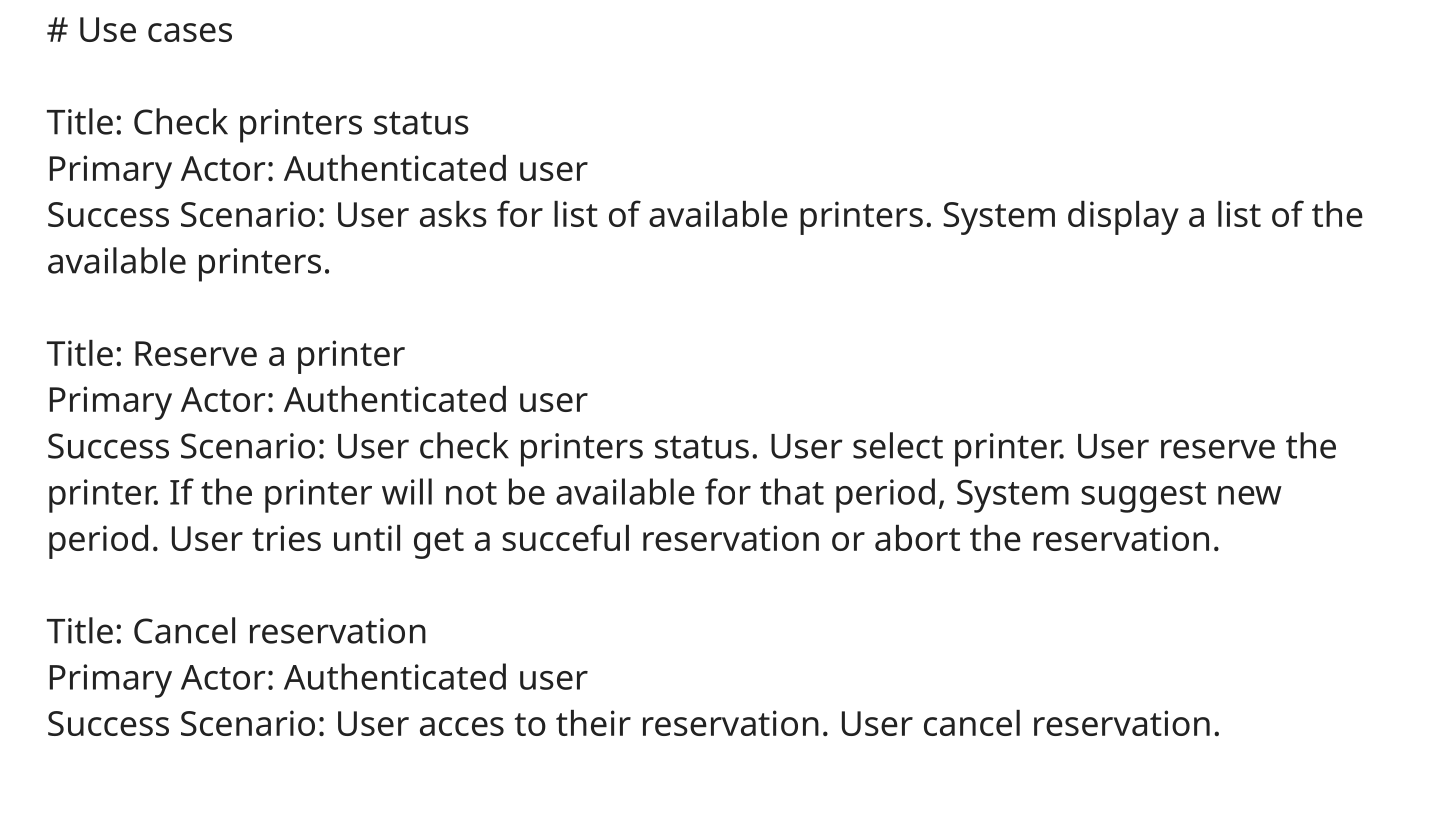 # Use cases
Title: Check printers status
Primary Actor: Authenticated user
Success Scenario: User asks for list of available printers. System display a list of the
available printers.
Title: Reserve a printer
Primary Actor: Authenticated user
Success Scenario: User check printers status. User select printer. User reserve the
printer. If the printer will not be available for that period, System suggest new
period. User tries until get a succeful reservation or abort the reservation.
Title: Cancel reservation
Primary Actor: Authenticated user
Success Scenario: User acces to their reservation. User cancel reservation.